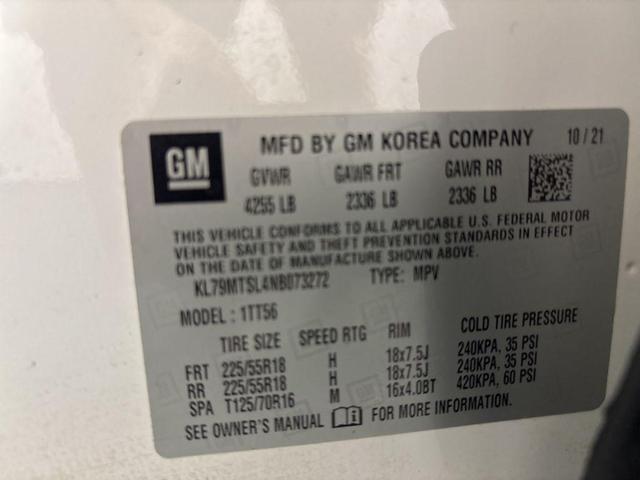 GM
MFD BY GM KOREA COMPANY 10/21
GVWR GAWR FRT GAWR RR
4255 LB 2336 LB 2336 LB
THIS VEHICLE CONFORMS TO ALL APPLICABLE U.S. FEDERAL MOTOR
VEHICLE SAFETY AND THEFT PREVENTION STANDARDS IN EFFECT
ON THE DATE OF MANUFACTURE SHOWN ABOVE.
KL79MTSL4NB073272 TYPE: MPV
MODEL: 1TT56
TIRE SIZE SPEED RTG RIM COLD TIRE PRESSURE
FRT 225/55R18 H 18x7.5J 240KPA, 35 PSI
RR 225/55R18 H 18x7.5J 240KPA, 35 PSI
SPA T125/70R16 M 16x4.0BT 420KPA, 60 PSI
SEE OWNER'S MANUAL FOR MORE INFORMATION.